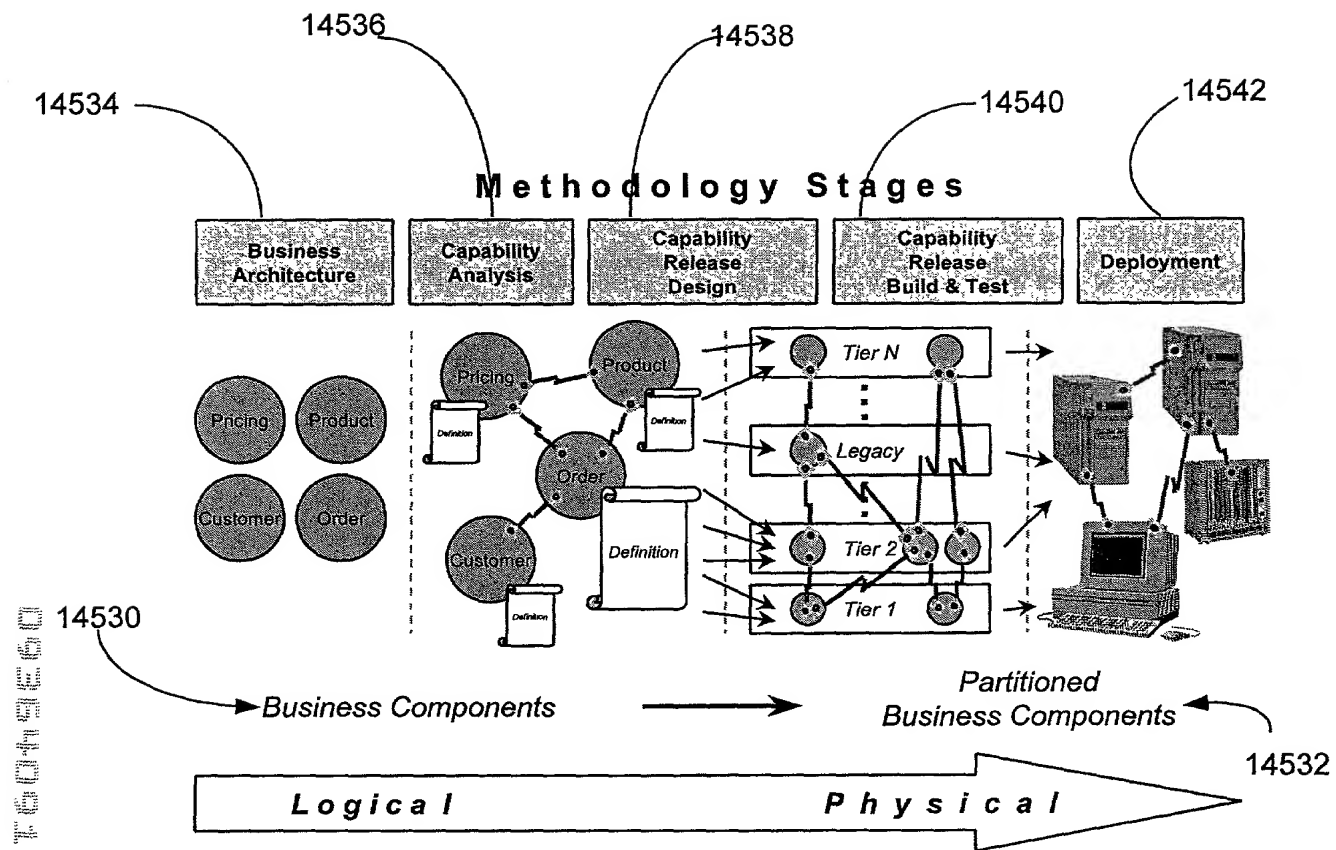 14536
14538
14534
14540
14542
Methodology Stages
Business
Architecture
Capability
Analysis
Capability
Release
Design
Capability
Release
Build & Test
Deployment
Pricing
Product
Customer
Order
Pricing
Product
Definition
Definition
Order
Customer
Definition
Definition
Tier N
Legacy
Tier 2
Tier 1
14530
Business Components
Partitioned
Business Components
14532
Logical
Physical